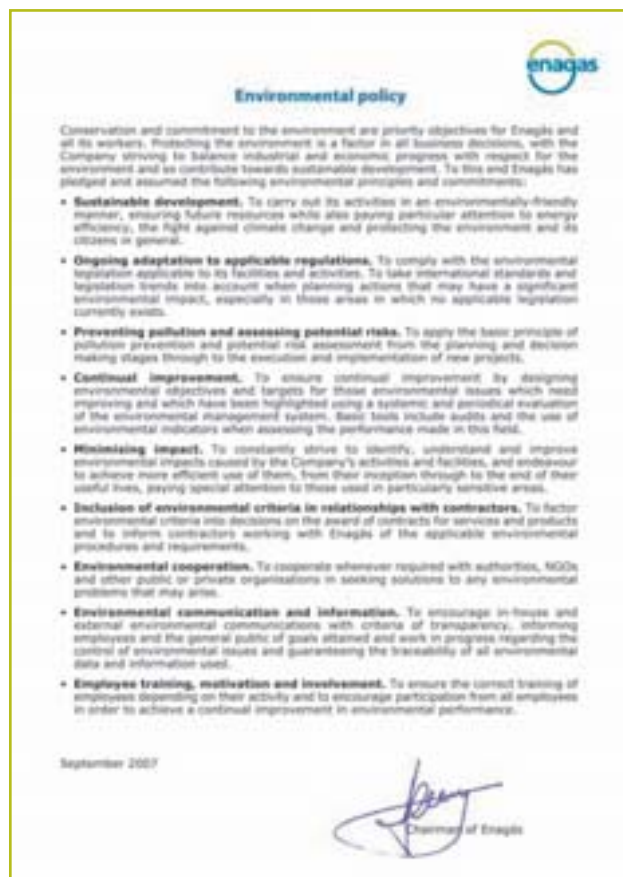 enagas
Environmental policy
Conservation and commitment to the environment are priority objectives for Enagás and
all its workers. Protecting the environment is a factor in all business decisions, with the
Company striving to balance industrial and economic progress with respect for the
environment and so contribute towards sustainable development. To this end Enagás has
pledged and assumed the following environmental principles and commitments:
• Sustainable development. To carry out its activities in an environmentally-friendly
manner, ensuring future resources while also paying particular attention to energy
efficiency, the fight against climate change and protecting the environment and its
citizens in general.
• Ongoing adaptation to applicable regulations. To comply with the environmental
legislation applicable to its facilities and activities. To take international standards and
legislation trends into account when planning actions that may have a significant
environmental impact, especially in those areas in which no applicable legislation
currently exists.
• Preventing pollution and assessing potential risks. To apply the basic principle of
pollution prevention and potential risk assessment from the planning and decision
making stages through to the execution and implementation of new projects.
• Continual improvement. To ensure continual improvement by designing
environmental objectives and targets for those environmental issues which need
improving and which have been highlighted using a systemic and periodical evaluation
of the environmental management system. Basic tools include audits and the use of
environmental indicators when assessing the performance made in this field.
• Minimising impact. To constantly strive to identify, understand and improve
environmental impacts caused by the Company's activities and facilities, and endeavour
to achieve more efficient use of them, from their inception through to the end of their
useful lives, paying special attention to those used in particularly sensitive areas.
• Inclusion of environmental criteria in relationships with contractors. To factor
environmental criteria into decisions on the award of contracts for services and products
and to inform contractors working with Enagás of the applicable environmental
procedures and requirements.
• Environmental cooperation. To cooperate whenever required with authorities, NGOs
and other public or private organisations in seeking solutions to any environmental
problems that may arise.
• Environmental communication and information. To encourage in-house and
external environmental communications with criteria of transparency, informing
employees and the general public of goals attained and work in progress regarding the
control of environmental issues and guaranteeing the traceability of all environmental
data and information used.
• Employee training, motivation and involvement. To ensure the correct training of
employees depending on their activity and to encourage participation from all employees
in order to achieve a continual improvement in environmental performance.
September 2007
Chairman of Enagás